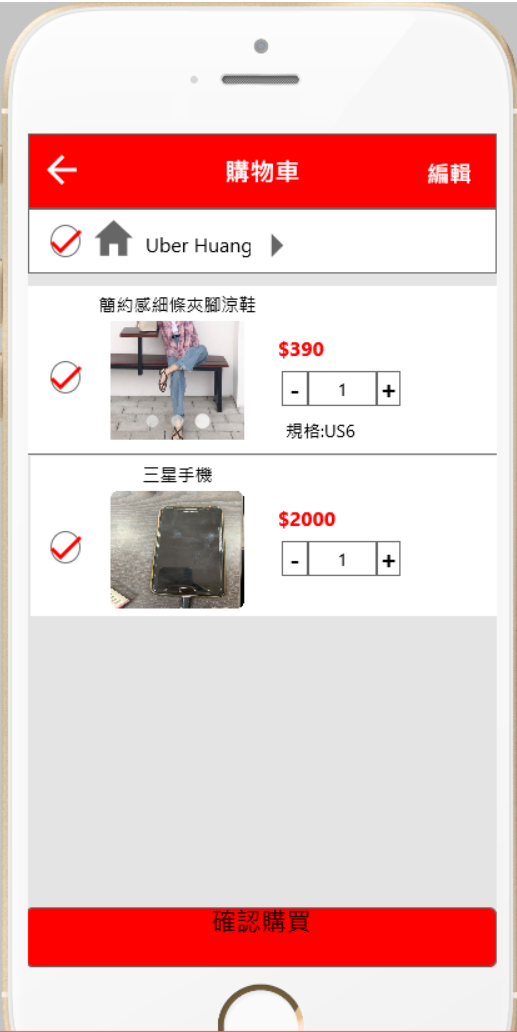 購物車
編輯
Uber Huang
簡約感細條夾腳涼鞋
$390
- 1 +
規格:US6
三星手機
$2000
- 1 +
確認購買